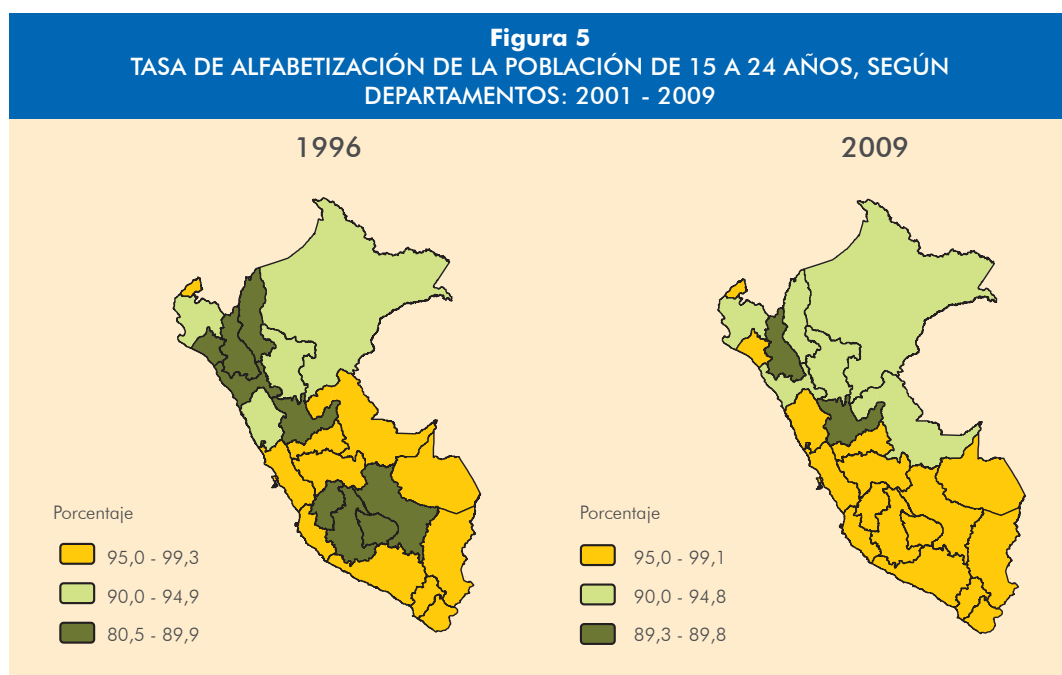 Figura 5
TASA DE ALFABETIZACIÓN DE LA POBLACIÓN DE 15 A 24 AÑOS, SEGÚN
DEPARTAMENTOS: 2001 - 2009
1996
2009
Porcentaje
95,0 - 99,3
90,0 - 94,9
80,5 - 89,9
Porcentaje
95,0 - 99,1
90,0 - 94,8
89,3 - 89,8